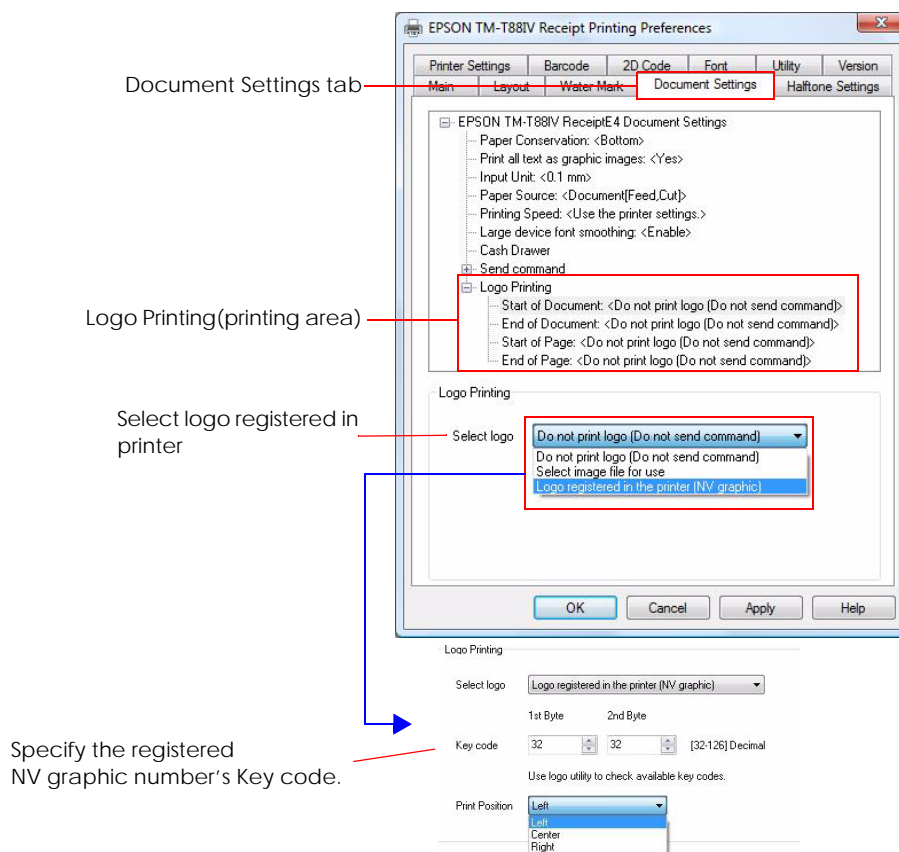 EPSON TM-T88IV Receipt Printing Preferences
Printer Settings Barcode 2D Code Font Utility Version
Main Layout Water Mark Document Settings Halftone Settings
Document Settings tab
EPSON TM-T88IV ReceiptE4 Document Settings
Paper Conservation: <Bottom>
Print all text as graphic images: <Yes>
Input Unit: <0.1 mm>
Paper Source: <Document[Feed,Cut]>
Printing Speed: <Use the printer settings.>
Large device font smoothing: <Enable>
Cash Drawer
Send command
Logo Printing
Start of Document: <Do not print logo (Do not send command)>
End of Document: <Do not print logo (Do not send command)>
Start of Page: <Do not print logo (Do not send command)>
End of Page: <Do not print logo (Do not send command)>
Logo Printing(printing area)
Logo Printing
Select logo registered in
printer
Select logo Do not print logo (Do not send command)
Do not print logo (Do not send command)
Select image file for use
Logo registered in the printer (NV graphic)
OK Cancel Apply Help
Logo Printing
Select logo Logo registered in the printer (NV graphic)
1st Byte 2nd Byte
Key code 32 32 [32-126] Decimal
Use logo utility to check available key codes.
Specify the registered
NV graphic number's Key code.
Print Position Left
Left
Center
Right